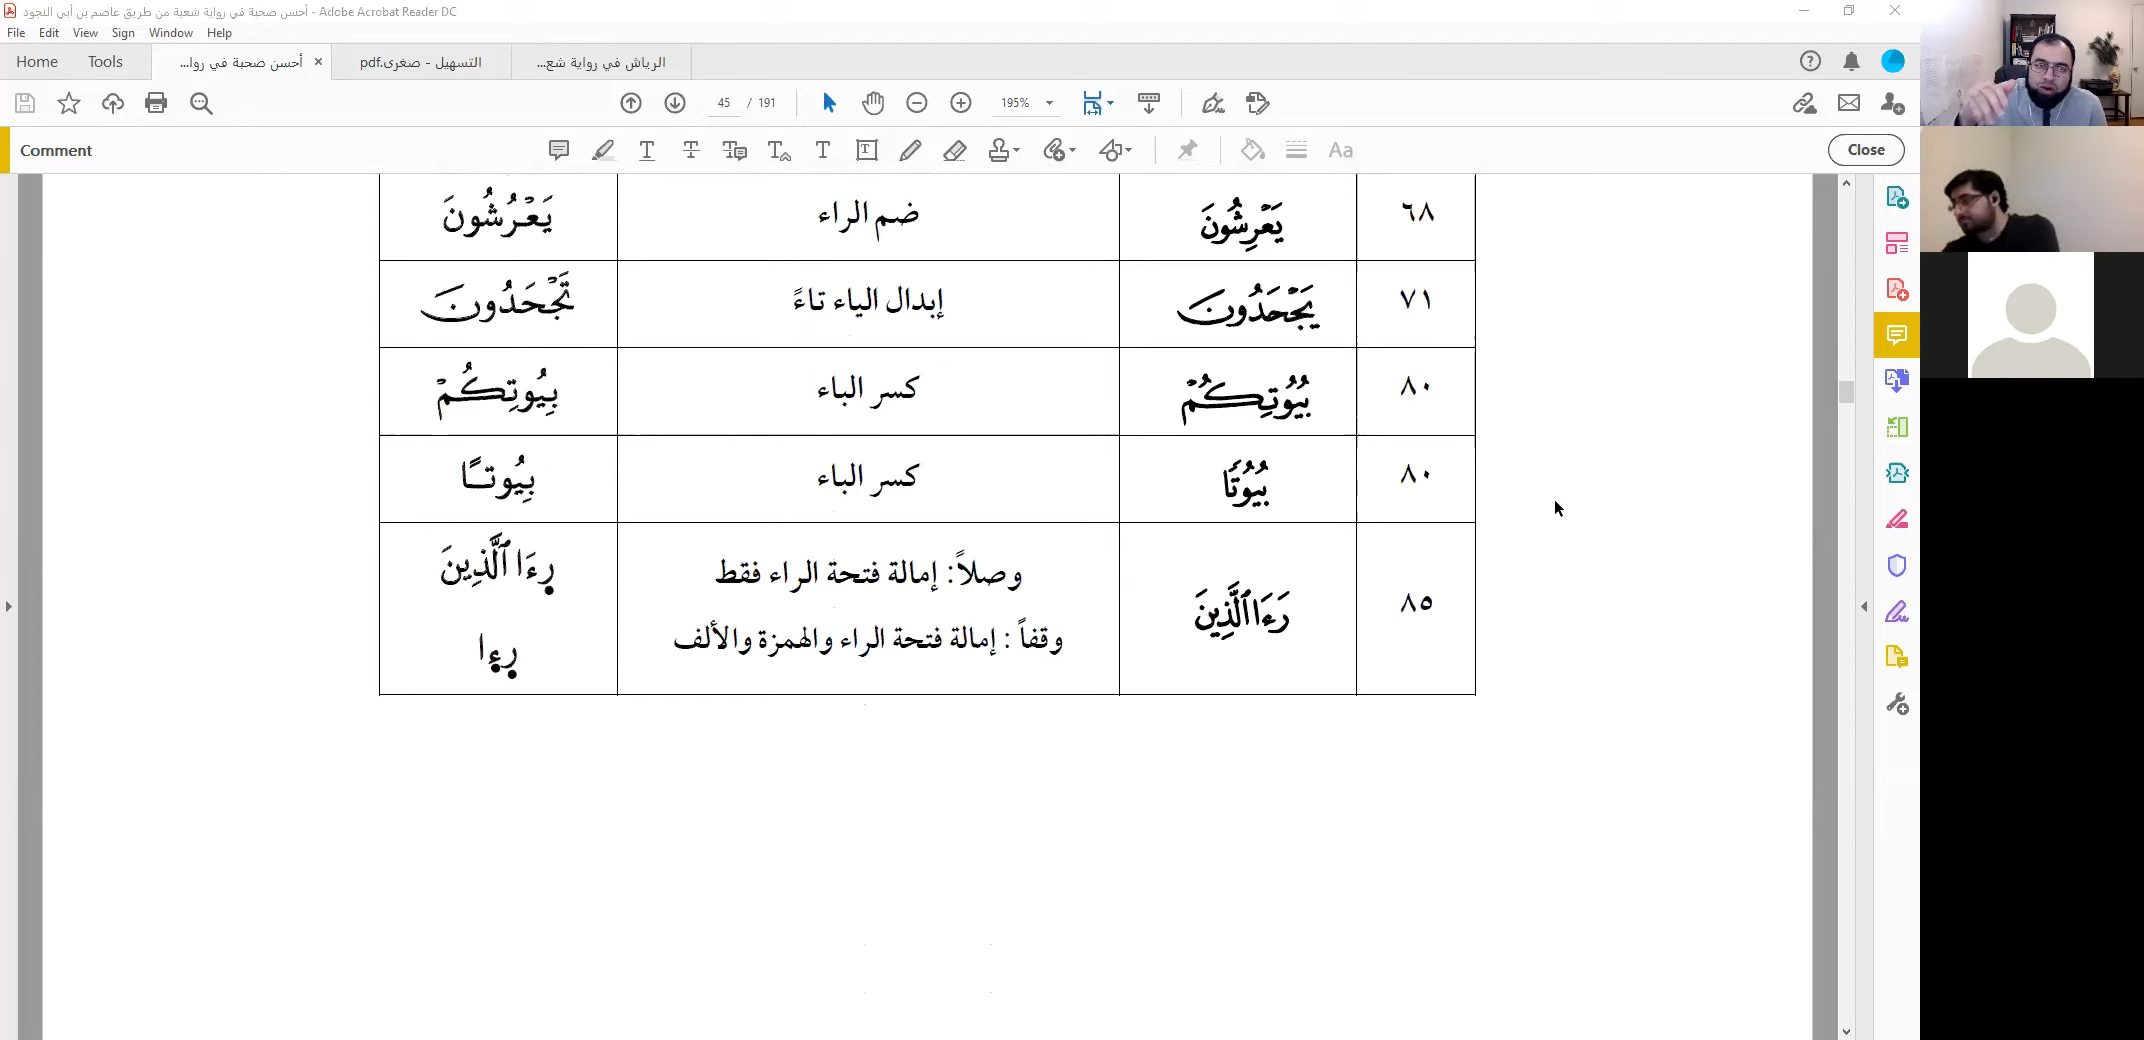 أحسن صحبة في رواية شعبة من طريق عاصم بن أبي النجود - Adobe Acrobat Reader DC
File Edit View Sign Window Help
Home Tools أحسن صحبة في روا... × التسهيل - صغرى.pdf الرياش في رواية شع...
45 / 191 195%
Comment Close
٦٨ يَعْرِشُونَ ضم الراء يَعْرُشُونَ
٧١ يَجْحَدُونَ إبدال الياء تاءً تَجْحَدُونَ
٨٠ بُيُوتِكُمْ كسر الباء بِيُوتِكُمْ
٨٠ بُيُوتًا كسر الباء بِيُوتًا
٨٥ رَءَا ٱلَّذِينَ وصلاً: إمالة فتحة الراء فقط رءَا ٱلَّذِينَ
وقفاً : إمالة فتحة الراء والهمزة والألف رءا